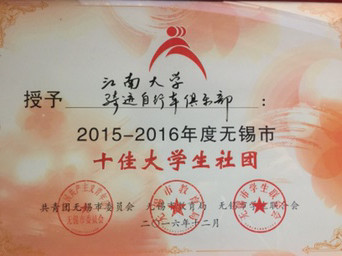 江南大学
授予 骑迹自行车俱乐部：
2015-2016年度无锡市
十佳大学生社团
共青团无锡市委员会 无锡市教育局 无锡市学生联合会
二〇一六年十二月